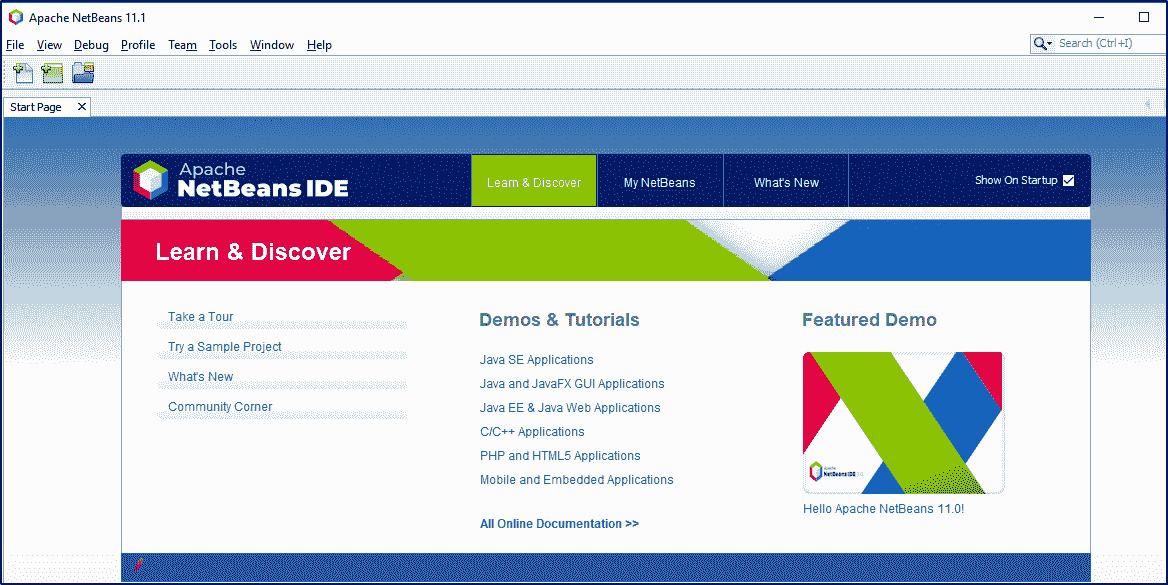 Apache NetBeans 11.1
File View Debug Profile Team Tools Window Help
Search (Ctrl+I)
Start Page
Apache
NetBeans IDE
Learn & Discover
My NetBeans
What's New
Show On Startup
Learn & Discover
Take a Tour
Try a Sample Project
What's New
Community Corner
Demos & Tutorials
Java SE Applications
Java and JavaFX GUI Applications
Java EE & Java Web Applications
C/C++ Applications
PHP and HTML5 Applications
Mobile and Embedded Applications
All Online Documentation >>
Featured Demo
Apache
NetBeans IDE
Hello Apache NetBeans 11.0!